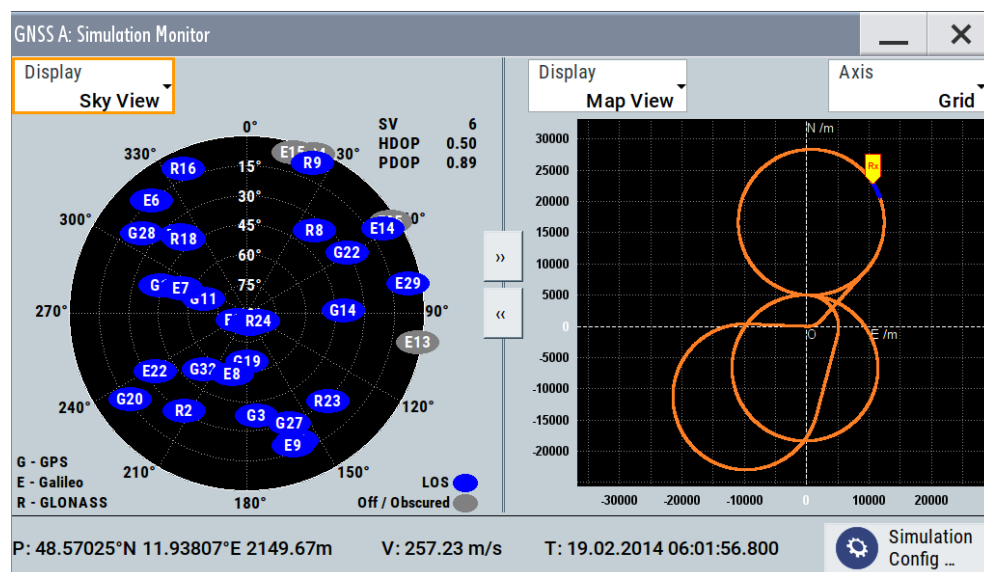 GNSS A: Simulation Monitor
Display
Sky View
SV 6
HDOP 0.50
PDOP 0.89
0°
330°
30°
300°
270°
90°
240°
120°
210°
150°
180°
15°
30°
45°
60°
75°
E15
R9
R16
E6
G28
R18
R8
E14
G22
E7
G11
E29
G14
R24
E13
G19
G32
E8
E22
G20
R2
G3
G27
E9
R23
G - GPS
E - Galileo
R - GLONASS
LOS
Off / Obscured
»
«
Display
Map View
Axis
Grid
N /m
Rx
30000
25000
20000
15000
10000
5000
0
-5000
-10000
-15000
-20000
O
E /m
-30000 -20000 -10000 0 10000 20000
P: 48.57025°N 11.93807°E 2149.67m V: 257.23 m/s T: 19.02.2014 06:01:56.800
Simulation
Config ...